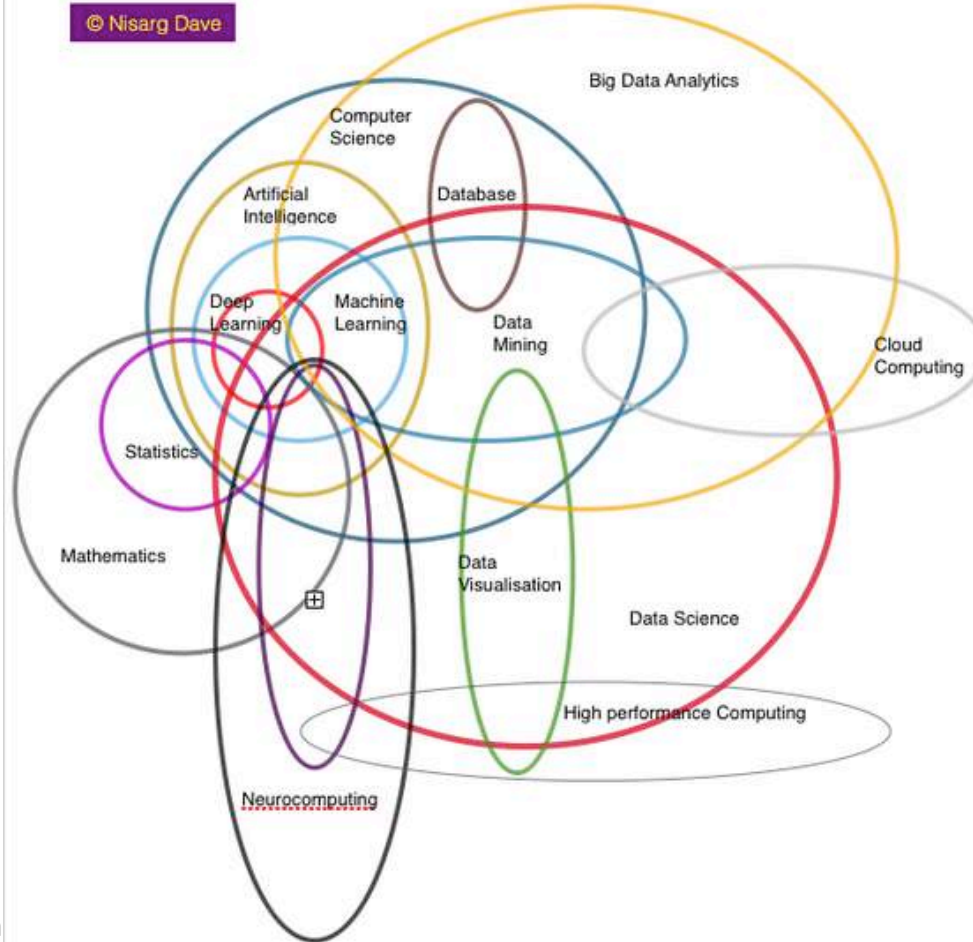 © Nisarg Dave
Big Data Analytics
Computer
Science
Artificial
Intelligence
Database
Deep
Learning
Machine
Learning
Data
Mining
Cloud
Computing
Statistics
Mathematics
Data
Visualisation
Data Science
High performance Computing
Neurocomputing